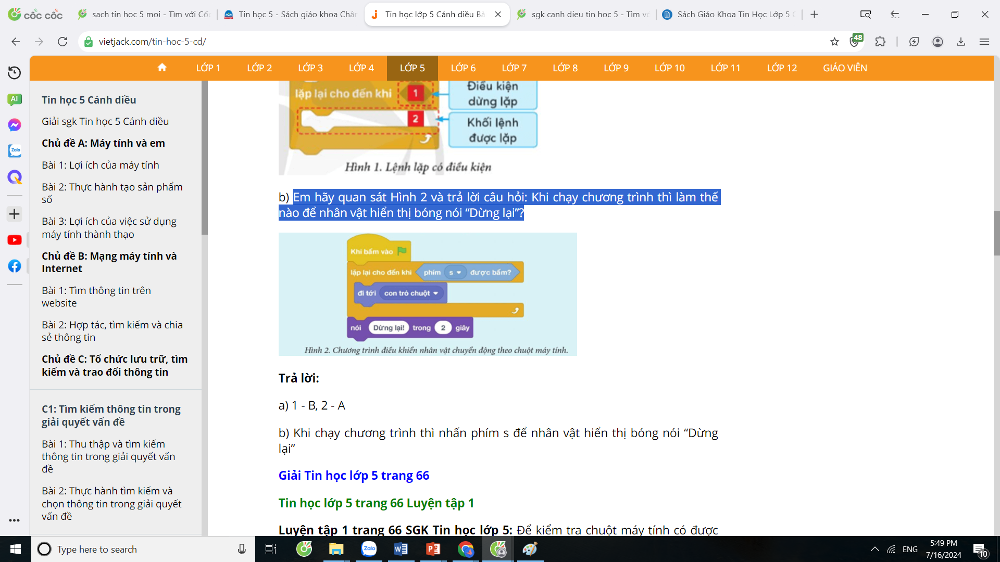 cốc cốc
sach tin hoc 5 moi - Tìm với Cốc
Tin học 5 - Sách giáo khoa Chân
Tin học lớp 5 Cánh diều Bà
sgk canh dieu tin hoc 5 - Tìm vớ
Sách Giáo Khoa Tin Học Lớp 5 C
vietjack.com/tin-hoc-5-cd/
48
LỚP 1
LỚP 2
LỚP 3
LỚP 4
LỚP 5
LỚP 6
LỚP 7
LỚP 8
LỚP 9
LỚP 10
LỚP 11
LỚP 12
GIÁO VIÊN
AI
Zalo
Tin học 5 Cánh diều
Giải sgk Tin học 5 Cánh diều
Chủ đề A: Máy tính và em
Bài 1: Lợi ích của máy tính
Bài 2: Thực hành tạo sản phẩm
số
Bài 3: Lợi ích của việc sử dụng
máy tính thành thạo
Chủ đề B: Mạng máy tính và
Internet
Bài 1: Tìm thông tin trên
website
Bài 2: Hợp tác, tìm kiếm và chia
sẻ thông tin
Chủ đề C: Tổ chức lưu trữ, tìm
kiếm và trao đổi thông tin
C1: Tìm kiếm thông tin trong
giải quyết vấn đề
Bài 1: Thu thập và tìm kiếm
thông tin trong giải quyết vấn
đề
Bài 2: Thực hành tìm kiếm và
chọn thông tin trong giải quyết
vấn đề
lặp lại cho đến khi 1
Điều kiện
dừng lặp
2
Khối lệnh
được lặp
Hình 1. Lệnh lặp có điều kiện
b) Em hãy quan sát Hình 2 và trả lời câu hỏi: Khi chạy chương trình thì làm thế
nào để nhân vật hiển thị bóng nói “Dừng lại”?
Khi bấm vào
lặp lại cho đến khi phím s được bấm?
đi tới con trỏ chuột
nói Dừng lại! trong 2 giây
Hình 2. Chương trình điều khiển nhân vật chuyển động theo chuột máy tính.
Trả lời:
a) 1 - B, 2 - A
b) Khi chạy chương trình thì nhấn phím s để nhân vật hiển thị bóng nói “Dừng
lại”
Giải Tin học lớp 5 trang 66
Tin học lớp 5 trang 66 Luyện tập 1
Luyện tập 1 trang 66 SGK Tin học lớp 5: Để kiểm tra chuột máy tính có được
Type here to search
Zalo
ENG
5:49 PM
7/16/2024
10